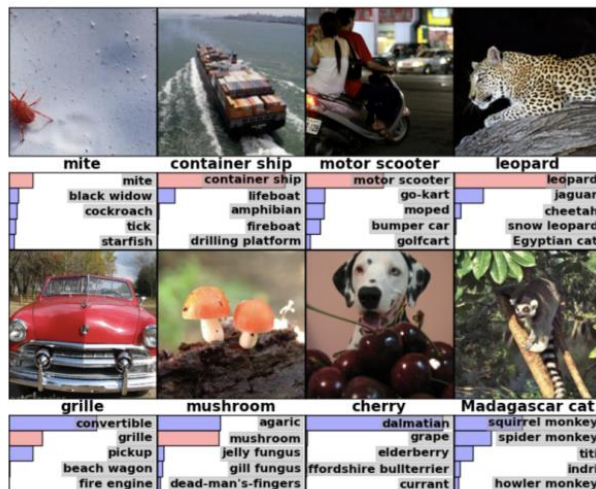 mite container ship motor scooter leopard
mite container ship motor scooter leopard
black widow lifeboat go-kart jaguar
cockroach amphibian moped cheetah
tick fireboat bumper car snow leopard
starfish drilling platform golfcart Egyptian cat
grille mushroom cherry Madagascar cat
convertible agaric dalmatian squirrel monkey
grille mushroom grape spider monkey
pickup jelly fungus elderberry titi
beach wagon gill fungus ffordshire bullterrier indri
fire engine dead-man's-fingers currant howler monkey